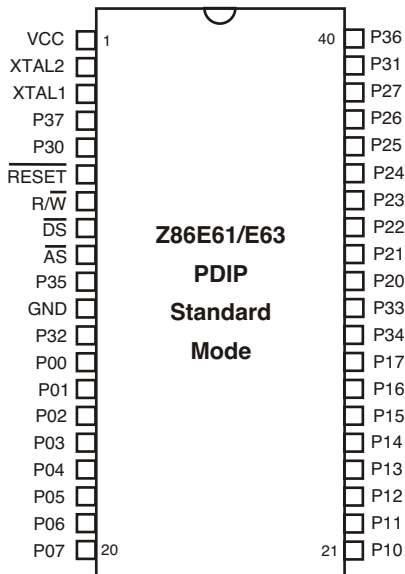 VCC 1 40 P36
XTAL2 P31
XTAL1 P27
P37 P26
P30 P25
RESET P24
R/W P23
DS P22
AS P21
P35 P20
GND P33
P32 P34
P00 P17
P01 P16
P02 P15
P03 P14
P04 P13
P05 P12
P06 P11
P07 20 21 P10
Z86E61/E63
PDIP
Standard
Mode